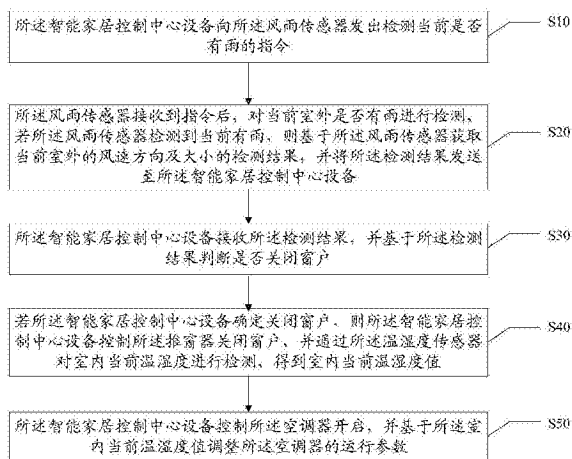 所述智能家居控制中心设备向所述风雨传感器发出检测当前是否
有雨的指令
S10
所述风雨传感器接收到指令后，对当前室外是否有雨进行检测，
若所述风雨传感器检测到当前有雨，则基于所述风雨传感器获取
当前室外的风速方向及大小的检测结果，并将所述检测结果发送
至所述智能家居控制中心设备
S20
所述智能家居控制中心设备接收所述检测结果，并基于所述检测
结果判断是否关闭窗户
S30
若所述智能家居控制中心设备确定关闭窗户，则所述智能家居控
制中心设备控制所述推窗器关闭窗户，并通过所述温湿度传感器
对室内当前温湿度进行检测，得到室内当前温湿度值
S40
所述智能家居控制中心设备控制所述空调器开启，并基于所述室
内当前温湿度值调整所述空调器的运行参数
S50